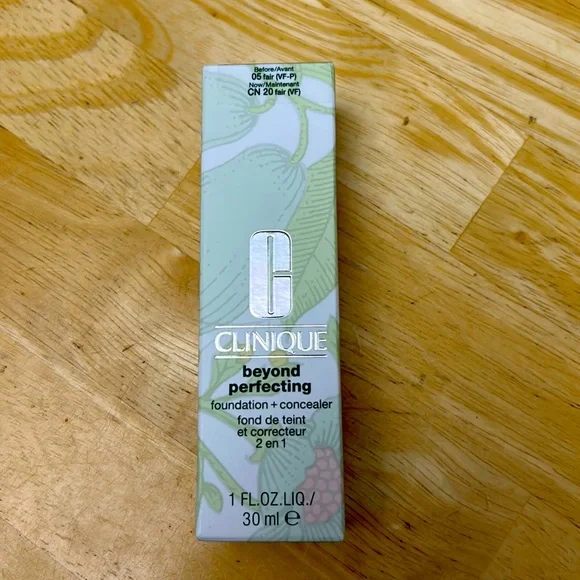 Before/Avant
05 fair (VF-P)
Now/Maintenant
CN 20 fair (VF)
C
CLINIQUE
beyond
perfecting
foundation + concealer
fond de teint
et correcteur
2 en 1
1 FL.OZ.LIQ./
30 ml ℮